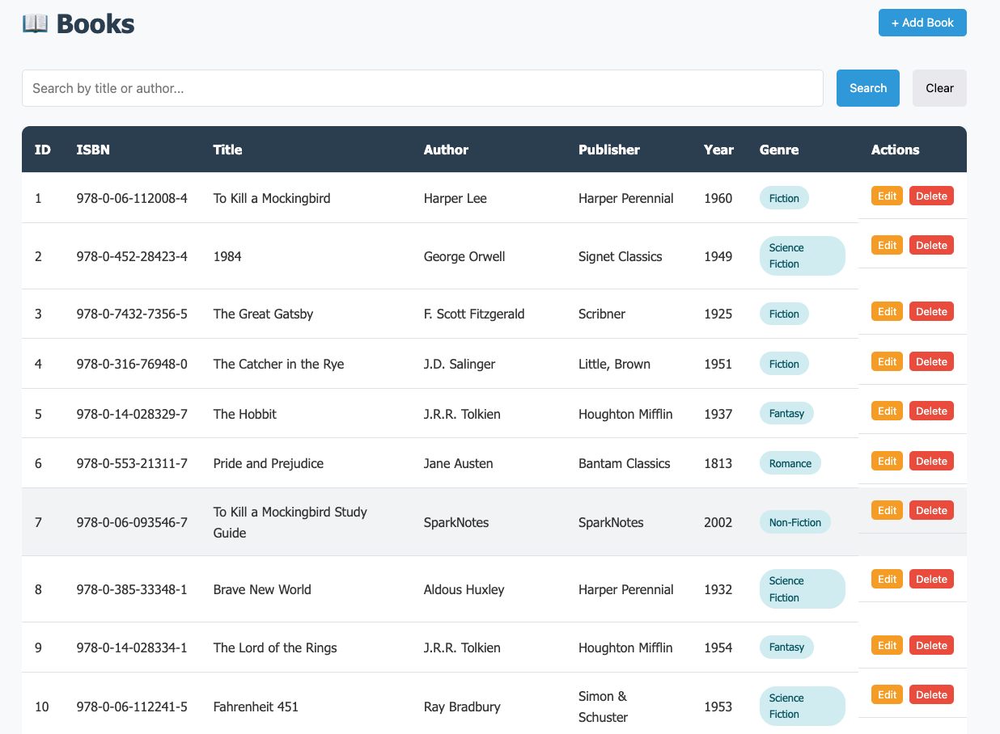 📖 Books
+ Add Book
Search by title or author...
Search
Clear
ID ISBN Title Author Publisher Year Genre Actions
1 978-0-06-112008-4 To Kill a Mockingbird Harper Lee Harper Perennial 1960 Fiction Edit Delete
2 978-0-452-28423-4 1984 George Orwell Signet Classics 1949 Science Fiction Edit Delete
3 978-0-7432-7356-5 The Great Gatsby F. Scott Fitzgerald Scribner 1925 Fiction Edit Delete
4 978-0-316-76948-0 The Catcher in the Rye J.D. Salinger Little, Brown 1951 Fiction Edit Delete
5 978-0-14-028329-7 The Hobbit J.R.R. Tolkien Houghton Mifflin 1937 Fantasy Edit Delete
6 978-0-553-21311-7 Pride and Prejudice Jane Austen Bantam Classics 1813 Romance Edit Delete
7 978-0-06-093546-7 To Kill a Mockingbird Study Guide SparkNotes SparkNotes 2002 Non-Fiction Edit Delete
8 978-0-385-33348-1 Brave New World Aldous Huxley Harper Perennial 1932 Science Fiction Edit Delete
9 978-0-14-028334-1 The Lord of the Rings J.R.R. Tolkien Houghton Mifflin 1954 Fantasy Edit Delete
10 978-0-06-112241-5 Fahrenheit 451 Ray Bradbury Simon & Schuster 1953 Science Fiction Edit Delete